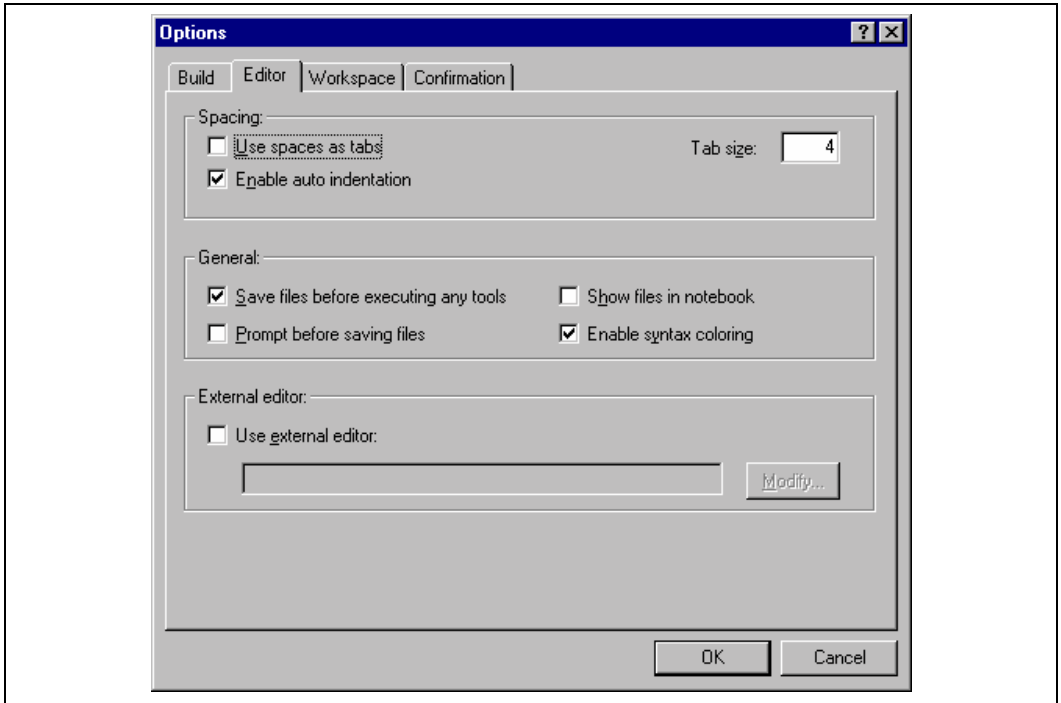 Options
Build Editor Workspace Confirmation
Spacing:
Use spaces as tabs Tab size: 4
Enable auto indentation
General:
Save files before executing any tools Show files in notebook
Prompt before saving files Enable syntax coloring
External editor:
Use external editor:
Modify...
OK Cancel